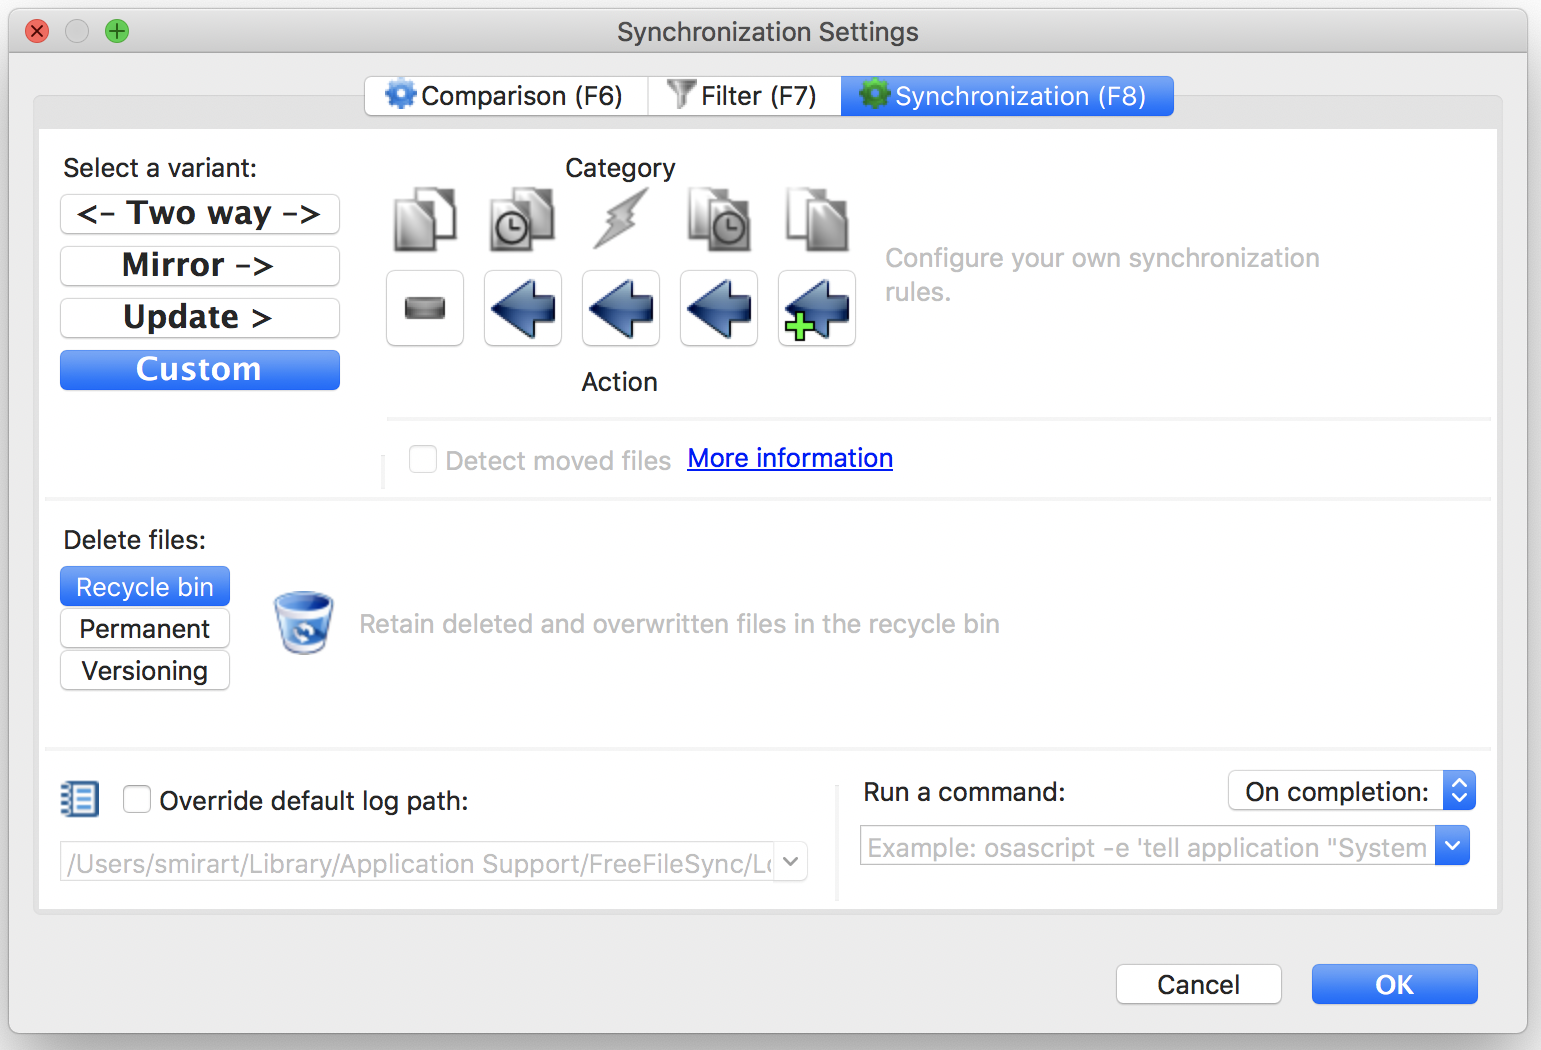 Synchronization Settings
Comparison (F6)
Filter (F7)
Synchronization (F8)
Select a variant:
<- Two way ->
Mirror ->
Update >
Custom
Category
Action
Configure your own synchronization
rules.
Detect moved files
More information
Delete files:
Recycle bin
Permanent
Versioning
Retain deleted and overwritten files in the recycle bin
Override default log path:
/Users/smirart/Library/Application Support/FreeFileSync/Lo
Run a command:
On completion:
Example: osascript -e 'tell application "System
Cancel
OK